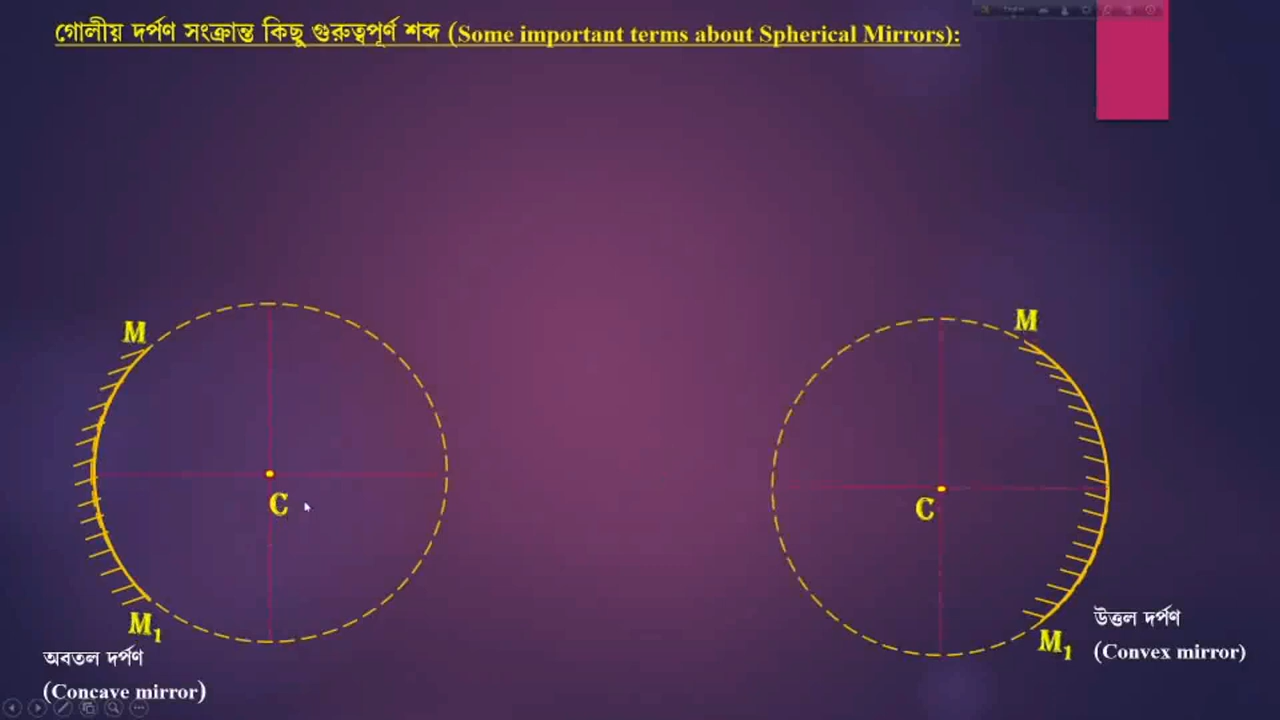 গোলীয় দর্পণ সংক্রান্ত কিছু গুরুত্বপূর্ণ শব্দ (Some important terms about Spherical Mirrors):
M
M
C
C
M₁
M₁
উত্তল দর্পণ
(Convex mirror)
অবতল দর্পণ
(Concave mirror)